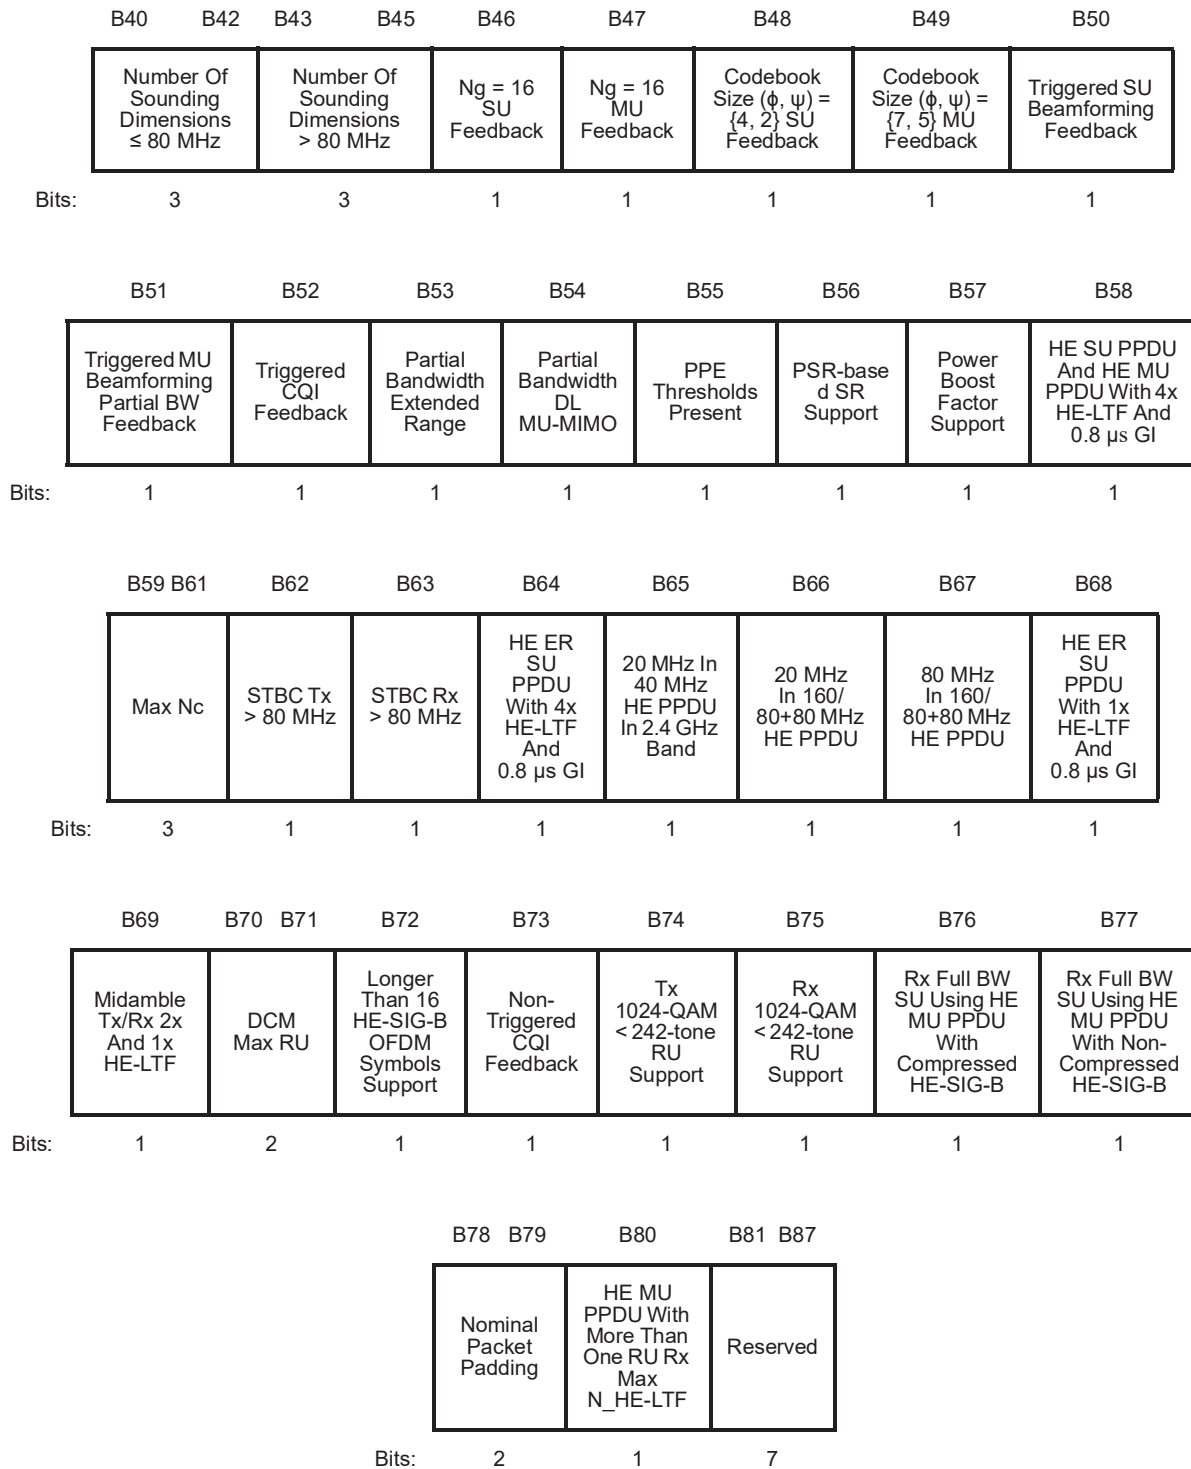 B40 B42 B43 B45 B46 B47 B48 B49 B50
Number Of
Sounding
Dimensions
≤ 80 MHz
Number Of
Sounding
Dimensions
> 80 MHz
Ng = 16
SU
Feedback
Ng = 16
MU
Feedback
Codebook
Size (ϕ, ψ) =
{4, 2} SU
Feedback
Codebook
Size (ϕ, ψ) =
{7, 5} MU
Feedback
Triggered SU
Beamforming
Feedback
Bits: 3 3 1 1 1 1 1
B51 B52 B53 B54 B55 B56 B57 B58
Triggered MU
Beamforming
Partial BW
Feedback
Triggered
CQI
Feedback
Partial
Bandwidth
Extended
Range
Partial
Bandwidth
DL
MU-MIMO
PPE
Thresholds
Present
PSR-base
d SR
Support
Power
Boost
Factor
Support
HE SU PPDU
And HE MU
PPDU With 4x
HE-LTF And
0.8 µs GI
Bits: 1 1 1 1 1 1 1 1
B59 B61 B62 B63 B64 B65 B66 B67 B68
Max Nc
STBC Tx
> 80 MHz
STBC Rx
> 80 MHz
HE ER
SU
PPDU
With 4x
HE-LTF
And
0.8 µs GI
20 MHz In
40 MHz
HE PPDU
In 2.4 GHz
Band
20 MHz
In 160/
80+80 MHz
HE PPDU
80 MHz
In 160/
80+80 MHz
HE PPDU
HE ER
SU
PPDU
With 1x
HE-LTF
And
0.8 µs GI
Bits: 3 1 1 1 1 1 1 1
B69 B70 B71 B72 B73 B74 B75 B76 B77
Midamble
Tx/Rx 2x
And 1x
HE-LTF
DCM
Max RU
Longer
Than 16
HE-SIG-B
OFDM
Symbols
Support
Non-
Triggered
CQI
Feedback
Tx
1024-QAM
< 242-tone
RU
Support
Rx
1024-QAM
< 242-tone
RU
Support
Rx Full BW
SU Using HE
MU PPDU
With
Compressed
HE-SIG-B
Rx Full BW
SU Using HE
MU PPDU
With Non-
Compressed
HE-SIG-B
Bits: 1 2 1 1 1 1 1 1
B78 B79 B80 B81 B87
Nominal
Packet
Padding
HE MU
PPDU With
More Than
One RU Rx
Max
N_HE-LTF
Reserved
Bits: 2 1 7